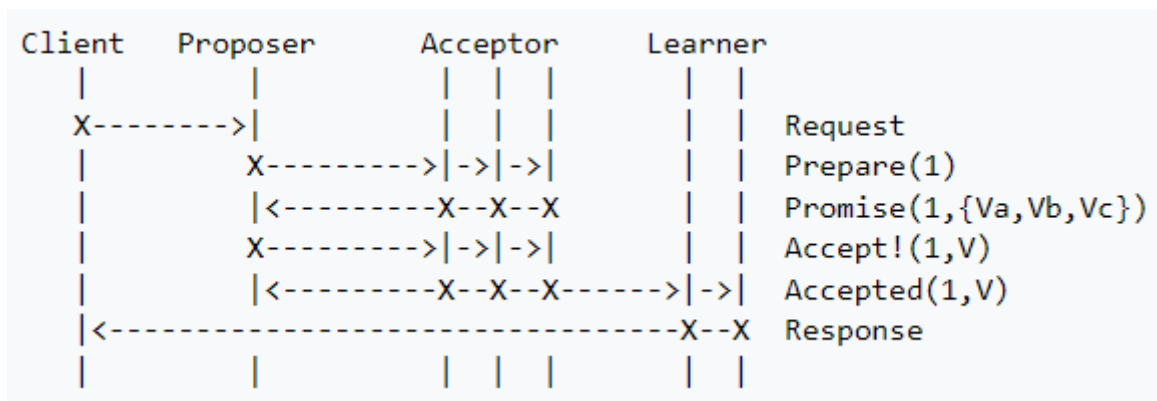 Client   Proposer      Acceptor     Learner
   |         |          |  |  |       |  |
   X-------->|          |  |  |       |  |  Request
   |         X--------->|->|->|       |  |  Prepare(1)
   |         |<---------X--X--X       |  |  Promise(1,{Va,Vb,Vc})
   |         X--------->|->|->|       |  |  Accept!(1,V)
   |         |<---------X--X--X------>|->|  Accepted(1,V)
   |<---------------------------------X--X  Response
   |         |          |  |  |       |  |